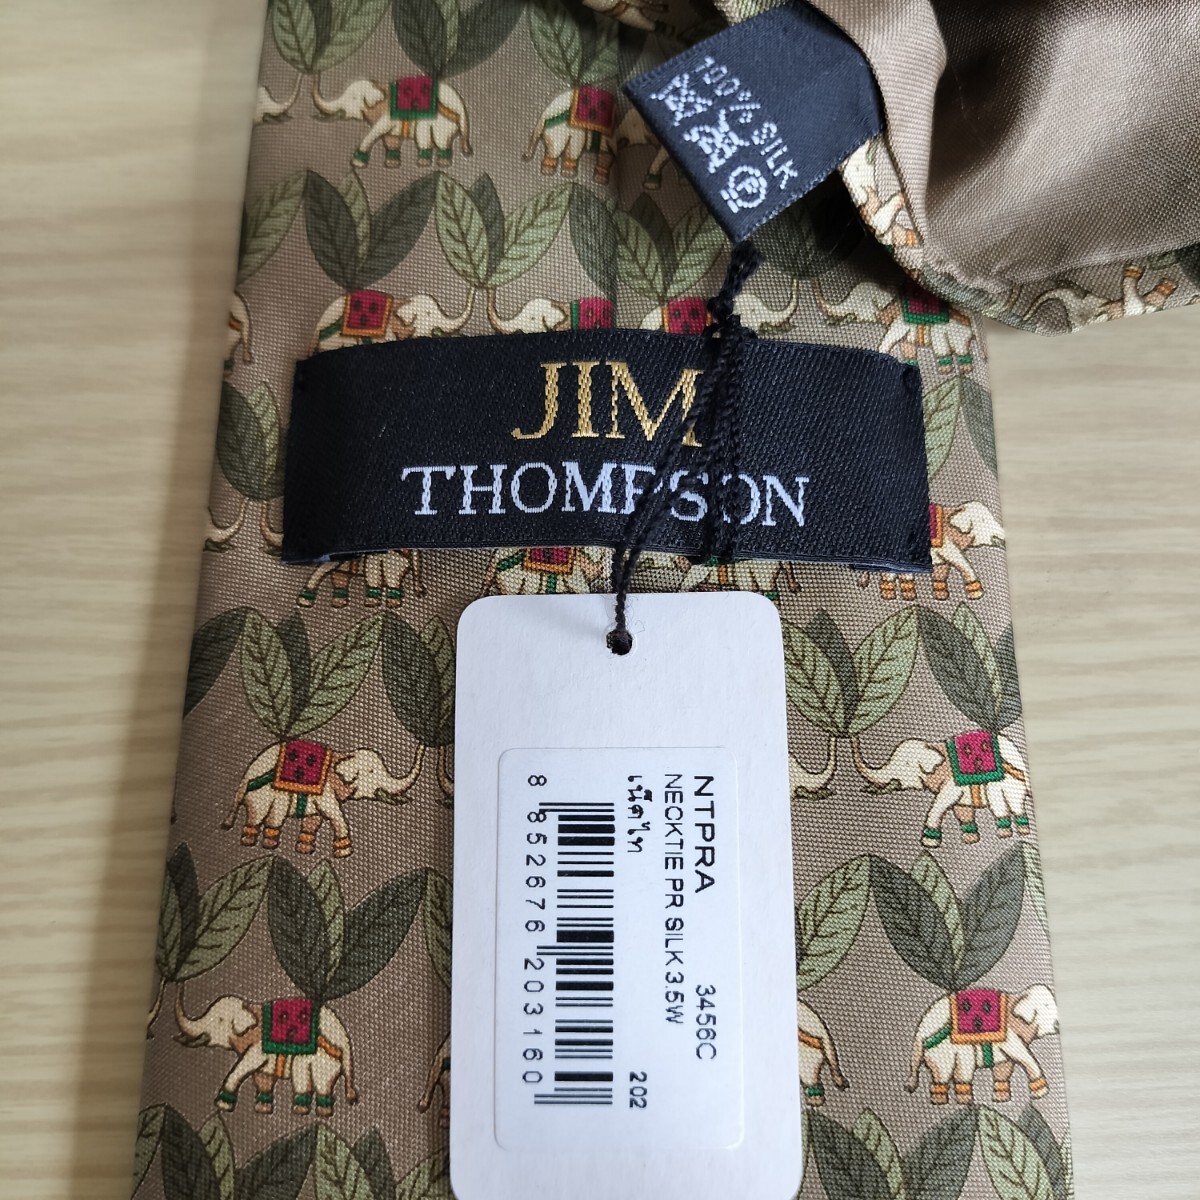 100% SILK
JIM
THOMPSON
NTPRA 3456C
NECKTIE PR SILK 3.5W
เน็คไท 202
8 852676 203160